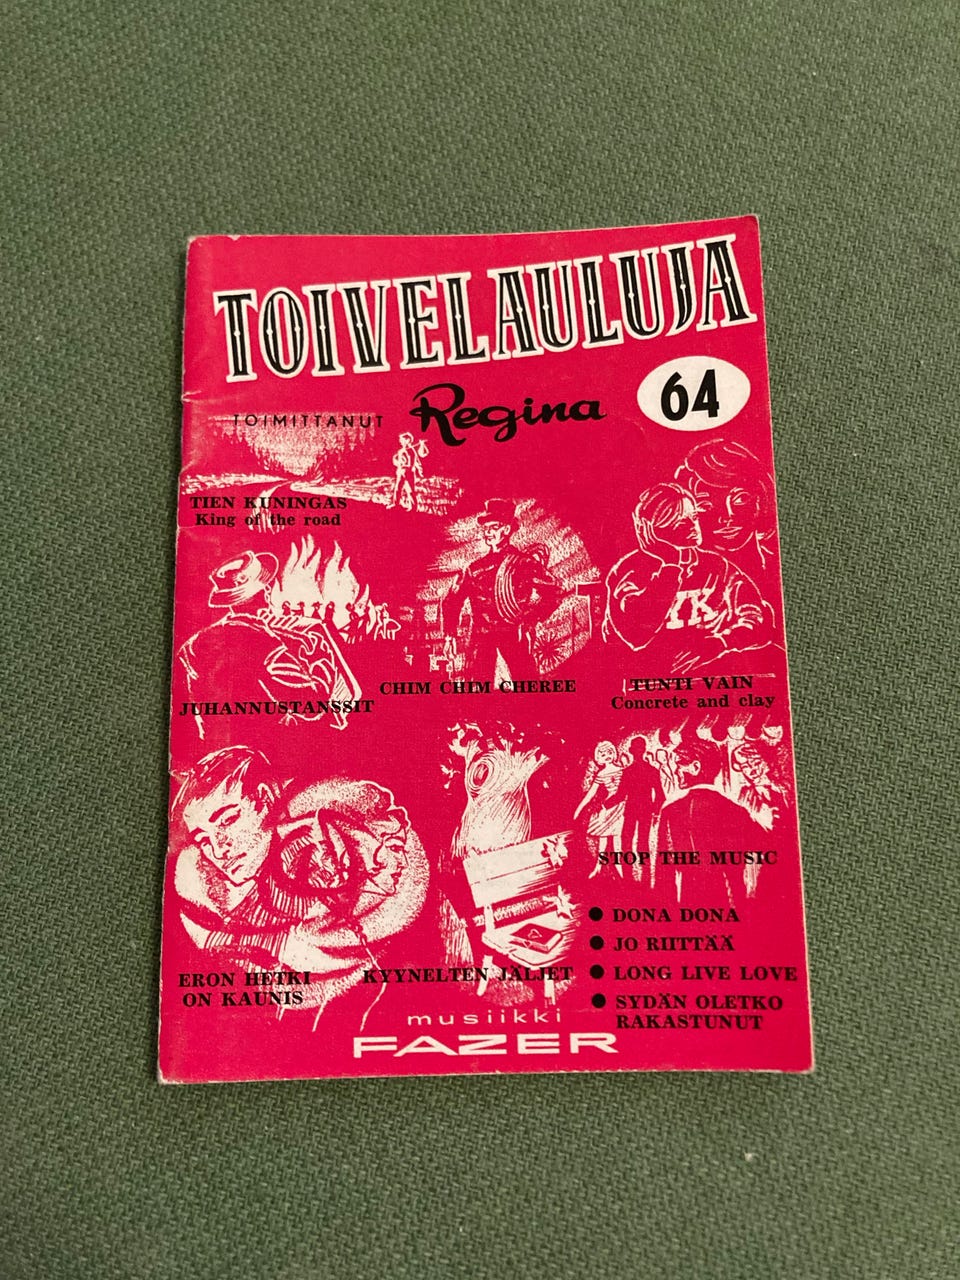 TOIVELAULUJA
TOIMITTANUT Regina 64
TIEN KUNINGAS
King of the road
YK
CHIM CHIM CHEREE
TUNTI VAIN
Concrete and clay
JUHANNUSTANSSIT
STOP THE MUSIC
• DONA DONA
• JO RIITTÄÄ
• LONG LIVE LOVE
• SYDÄN OLETKO
RAKASTUNUT
ERON HETKI
ON KAUNIS
KYYNELTEN JÄLJET
musiikki
FAZER